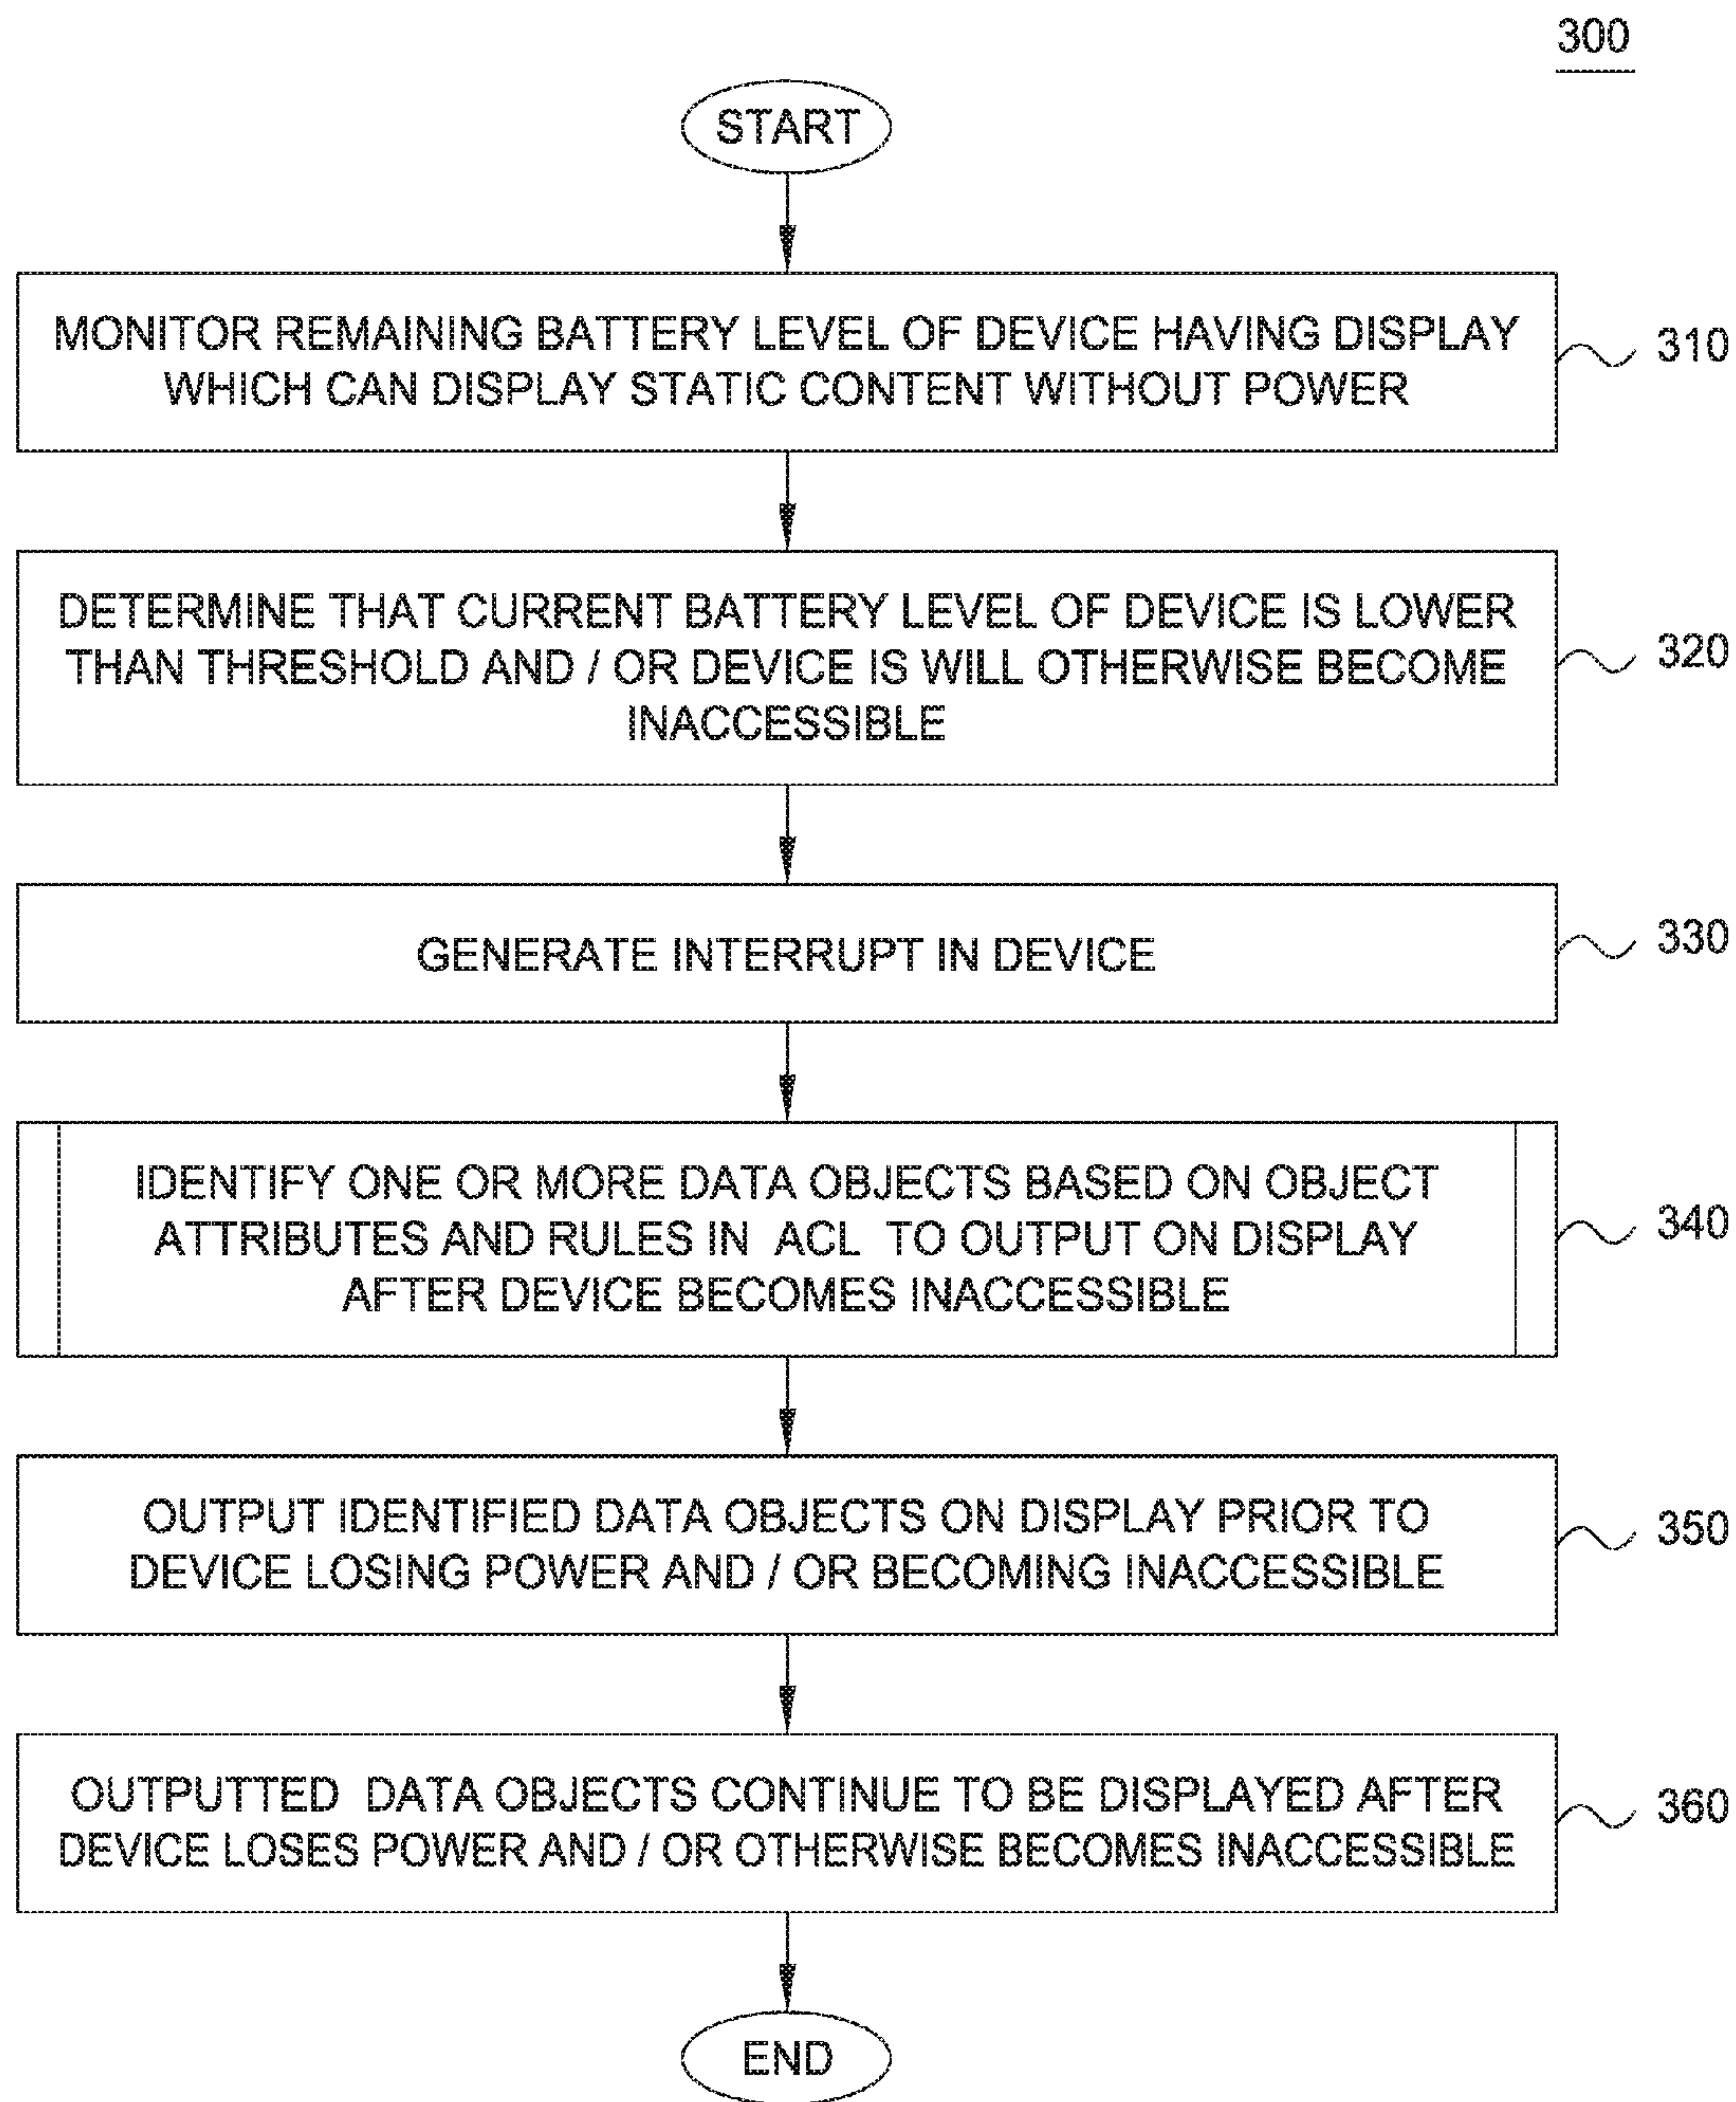 300
START
MONITOR REMAINING BATTERY LEVEL OF DEVICE HAVING DISPLAY
WHICH CAN DISPLAY STATIC CONTENT WITHOUT POWER
310
DETERMINE THAT CURRENT BATTERY LEVEL OF DEVICE IS LOWER
THAN THRESHOLD AND / OR DEVICE IS WILL OTHERWISE BECOME
INACCESSIBLE
320
GENERATE INTERRUPT IN DEVICE
330
IDENTIFY ONE OR MORE DATA OBJECTS BASED ON OBJECT
ATTRIBUTES AND RULES IN ACL TO OUTPUT ON DISPLAY
AFTER DEVICE BECOMES INACCESSIBLE
340
OUTPUT IDENTIFIED DATA OBJECTS ON DISPLAY PRIOR TO
DEVICE LOSING POWER AND / OR BECOMING INACCESSIBLE
350
OUTPUTTED DATA OBJECTS CONTINUE TO BE DISPLAYED AFTER
DEVICE LOSES POWER AND / OR OTHERWISE BECOMES INACCESSIBLE
360
END